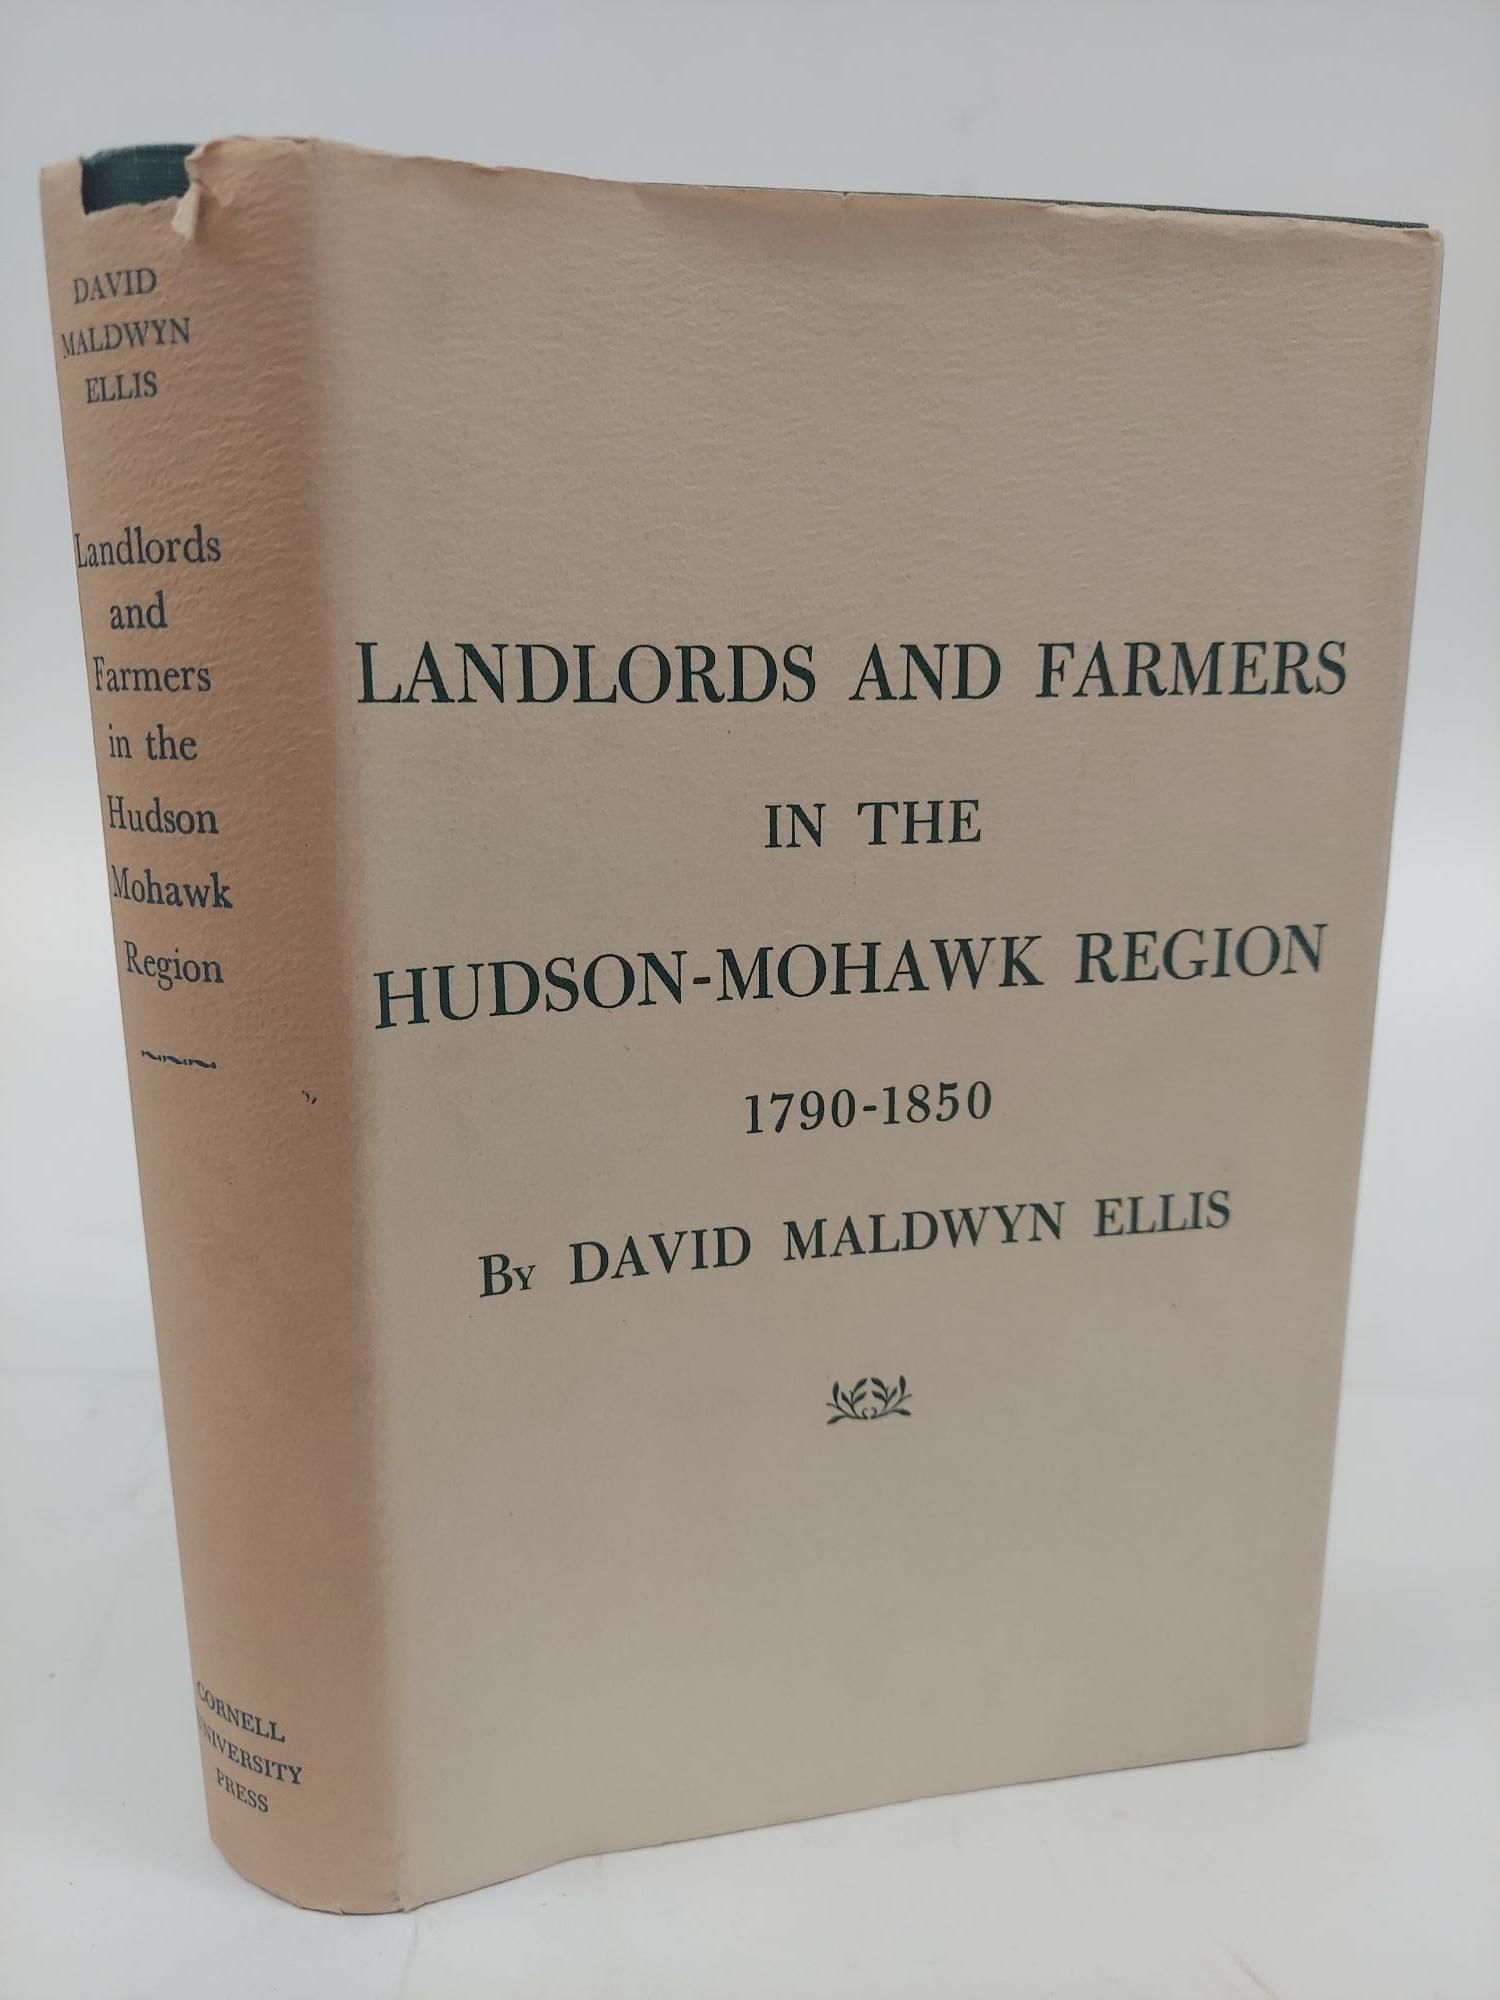 DAVID
MALDWYN
ELLIS
Landlords
and
Farmers
in the
Hudson
Mohawk
Region
CORNELL
UNIVERSITY
PRESS
LANDLORDS AND FARMERS
IN THE
HUDSON-MOHAWK REGION
1790-1850
By DAVID MALDWYN ELLIS